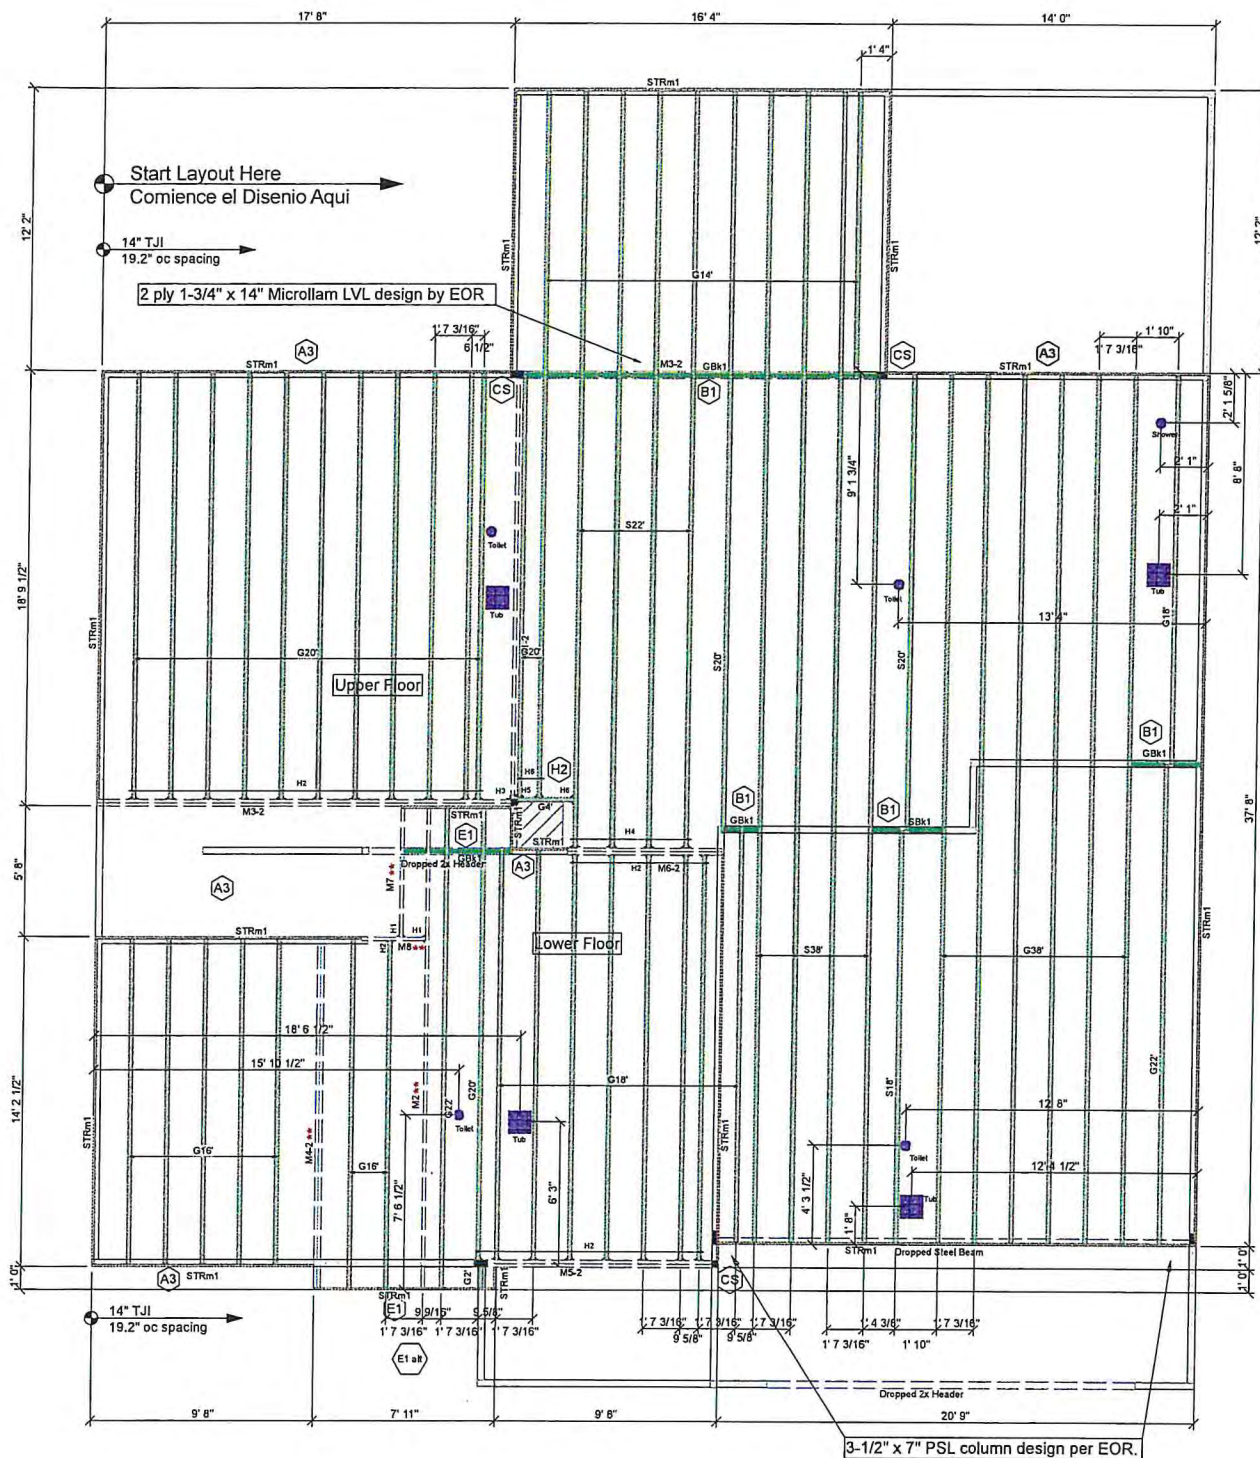 17' 8"
16' 4"
14' 0"
1' 4"
STRm1
Start Layout Here
Comience el Disenio Aqui
12' 2"
12' 2"
14" TJI
19.2" oc spacing
STRm1
STRm1
G14'
2 ply 1-3/4" x 14" Microllam LVL design by EOR
1' 7 3/16"
6 1/2"
1' 10"
1' 7 3/16"
A3
STRm1
M3-2
GBk1
CS
A3
STRm1
CS
B1
2' 1 5/8"
Shower
2' 1"
8' 8"
9' 1 3/4"
2' 1"
S22'
Toilet
Tub
Toilet
Tub
G18'
13' 4"
18' 9 1/2"
STRm1
G20'
G20'
S20'
S20'
Upper Floor
B1
GBk1
H2
H3
H6
H5
H6
H2
M3-2
G4'
STRm1
STRm1
B1
GBk1
B1
GBk1
37' 8"
E1
GBk1
Dropped 2x Header
STRm1
H4
A3
H2
M6-2
5' 8"
M7 **
A3
STRm1
STRm1
H1
H1
H2
M8 **
Lower Floor
S38'
G38'
18' 6 1/2"
15' 10 1/2"
14' 2 1/2"
G18'
M2 **
G22'
G20'
S18'
G22'
12' 8"
Toilet
Tub
STRm1
M4-2 **
STRm1
G16'
G16'
7' 6 1/2"
6' 3"
4' 3 1/2"
Toilet
12' 4 1/2"
1' 8"
Tub
H2
STRm1
Dropped Steel Beam
1' 0"
1' 0"
1' 0"
A3
STRm1
G2'
STRm1
M5-2
CS
STRm1
E1
14" TJI
19.2" oc spacing
9 9/16"
9 5/8"
1' 7 3/16"
1' 7 3/16"
1' 7 3/16"
1' 7 3/16"
9 5/8"
1' 7 3/16"
9 5/8"
1' 7 3/16"
1' 7 3/16"
1' 10"
1' 7 3/16"
E1 alt
Dropped 2x Header
9' 8"
7' 11"
9' 6"
20' 9"
3-1/2" x 7" PSL column design per EOR.